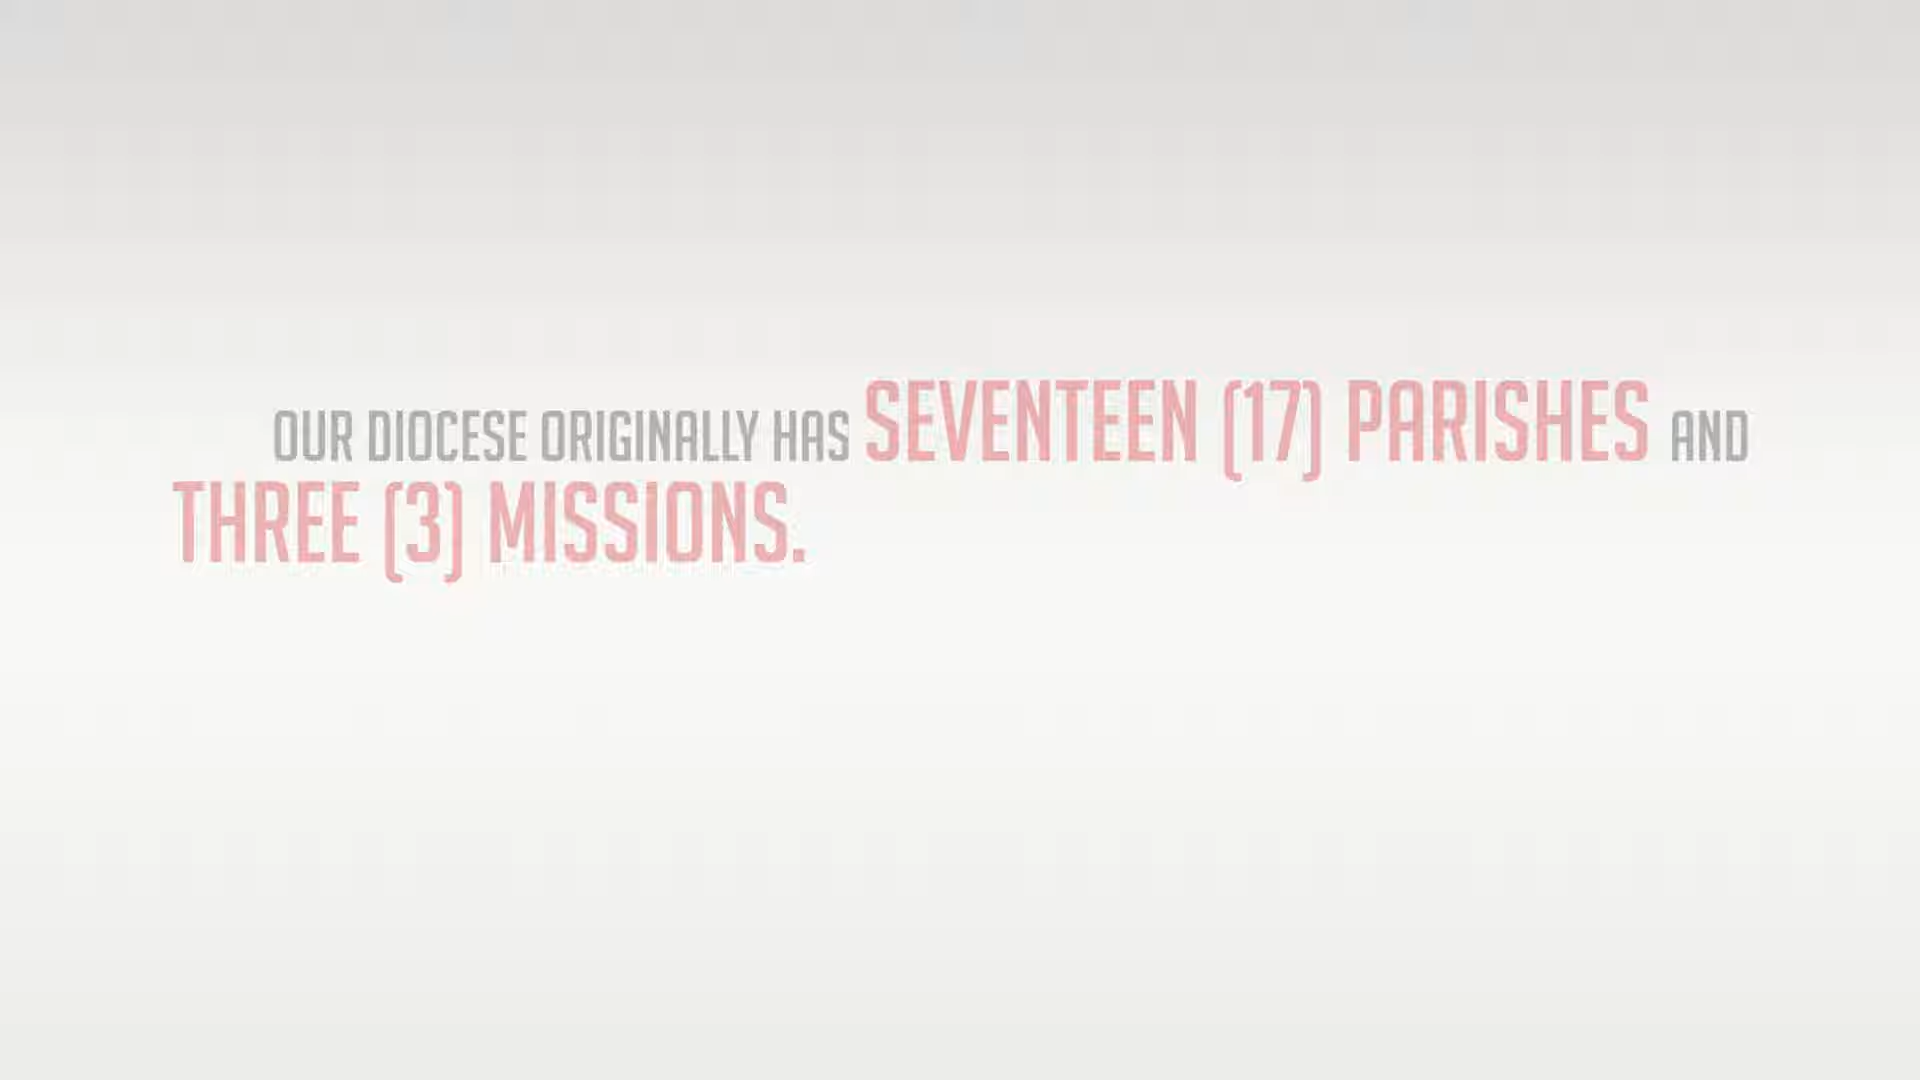 OUR DIOCESE ORIGINALLY HAS SEVENTEEN (17) PARISHES AND
THREE (3) MISSIONS.